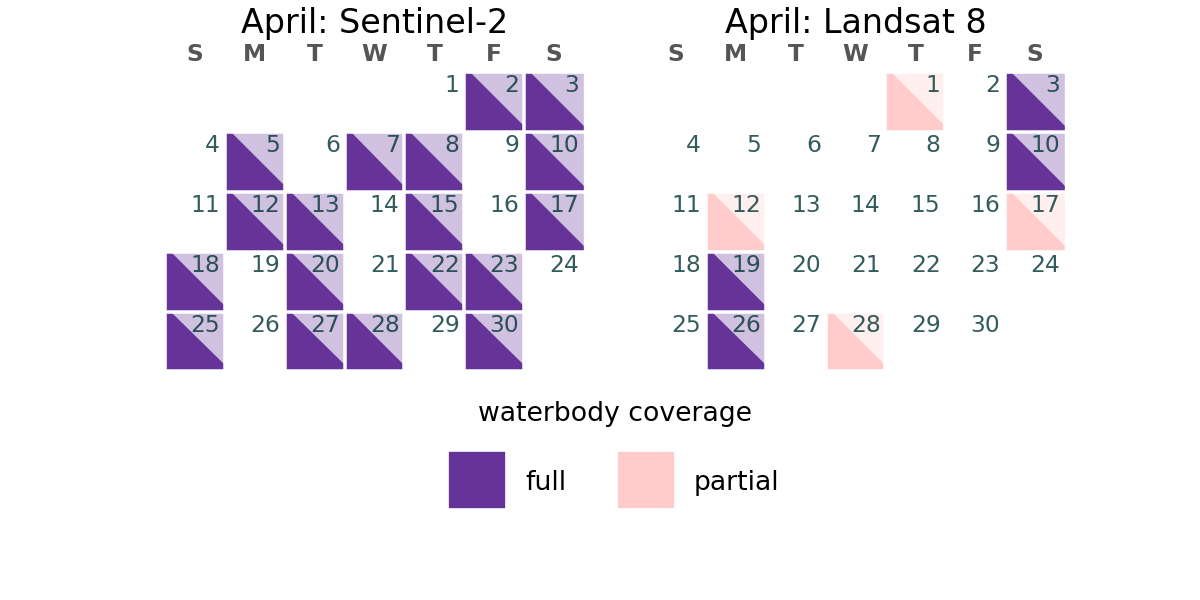 April: Sentinel-2
S M T W T F S
1 2 3
4 5 6 7 8 9 10
11 12 13 14 15 16 17
18 19 20 21 22 23 24
25 26 27 28 29 30
April: Landsat 8
S M T W T F S
1 2 3
4 5 6 7 8 9 10
11 12 13 14 15 16 17
18 19 20 21 22 23 24
25 26 27 28 29 30
waterbody coverage
full partial